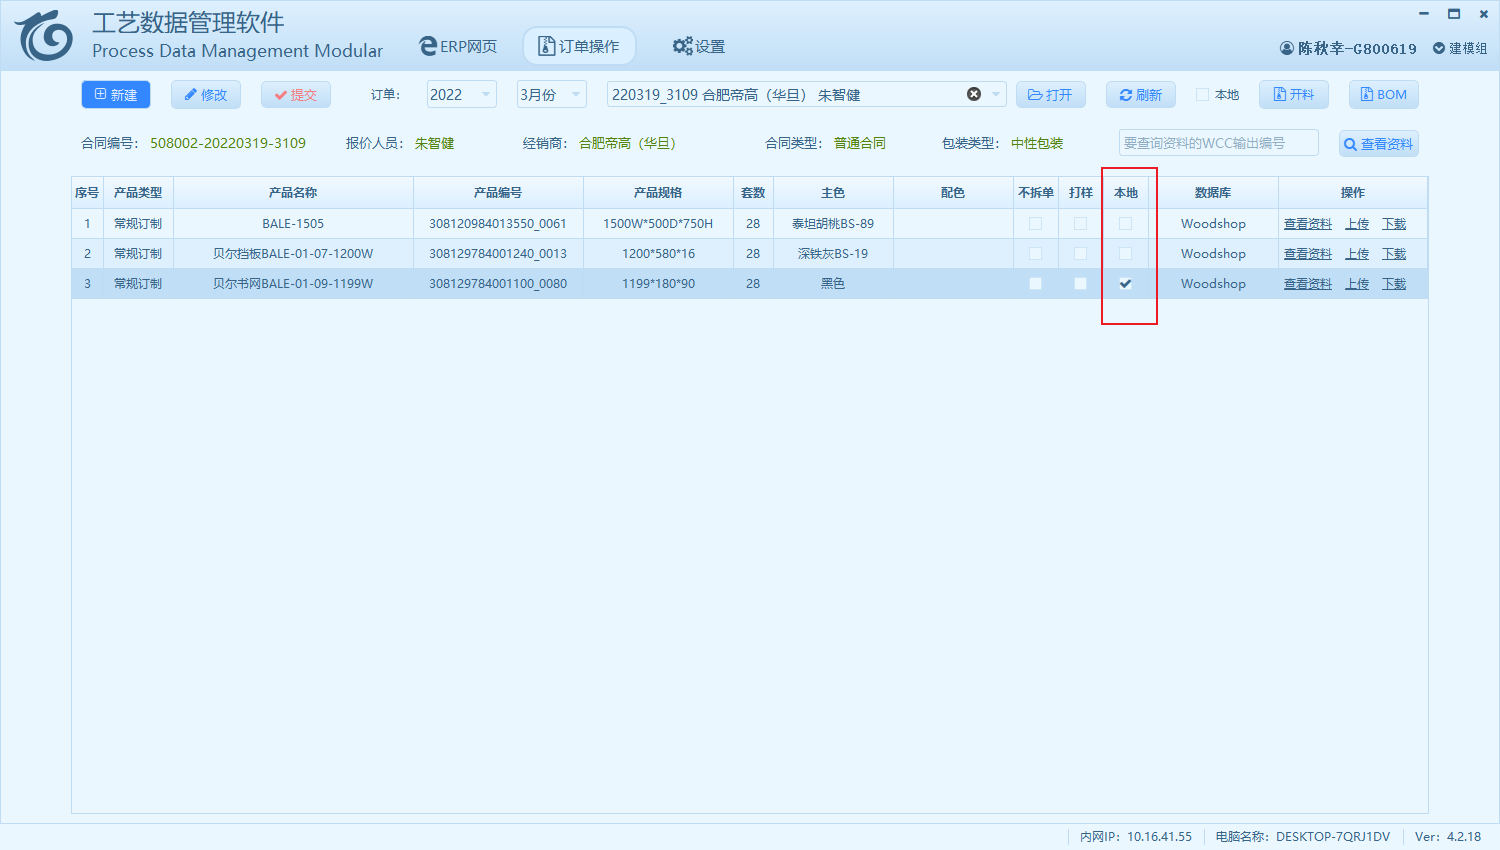 工艺数据管理软件
Process Data Management Modular
ERP网页 订单操作 设置
陈秋幸-G800619 建模组
新建 修改 提交 订单： 2022 3月份 220319_3109 合肥帝高（华旦） 朱智健 打开 刷新 本地 开料 BOM
合同编号： 508002-20220319-3109 报价人员： 朱智健 经销商： 合肥帝高（华旦） 合同类型： 普通合同 包装类型： 中性包装 要查询资料的WCC输出编号 查看资料
序号 产品类型 产品名称 产品编号 产品规格 套数 主色 配色 不拆单 打样 本地 数据库 操作
1 常规订制 BALE-1505 308120984013550_0061 1500W*500D*750H 28 泰坦胡桃BS-89 Woodshop 查看资料 上传 下载
2 常规订制 贝尔挡板BALE-01-07-1200W 308129784001240_0013 1200*580*16 28 深铁灰BS-19 Woodshop 查看资料 上传 下载
3 常规订制 贝尔书网BALE-01-09-1199W 308129784001100_0080 1199*180*90 28 黑色 Woodshop 查看资料 上传 下载
内网IP： 10.16.41.55 电脑名称： DESKTOP-7QRJ1DV Ver： 4.2.18